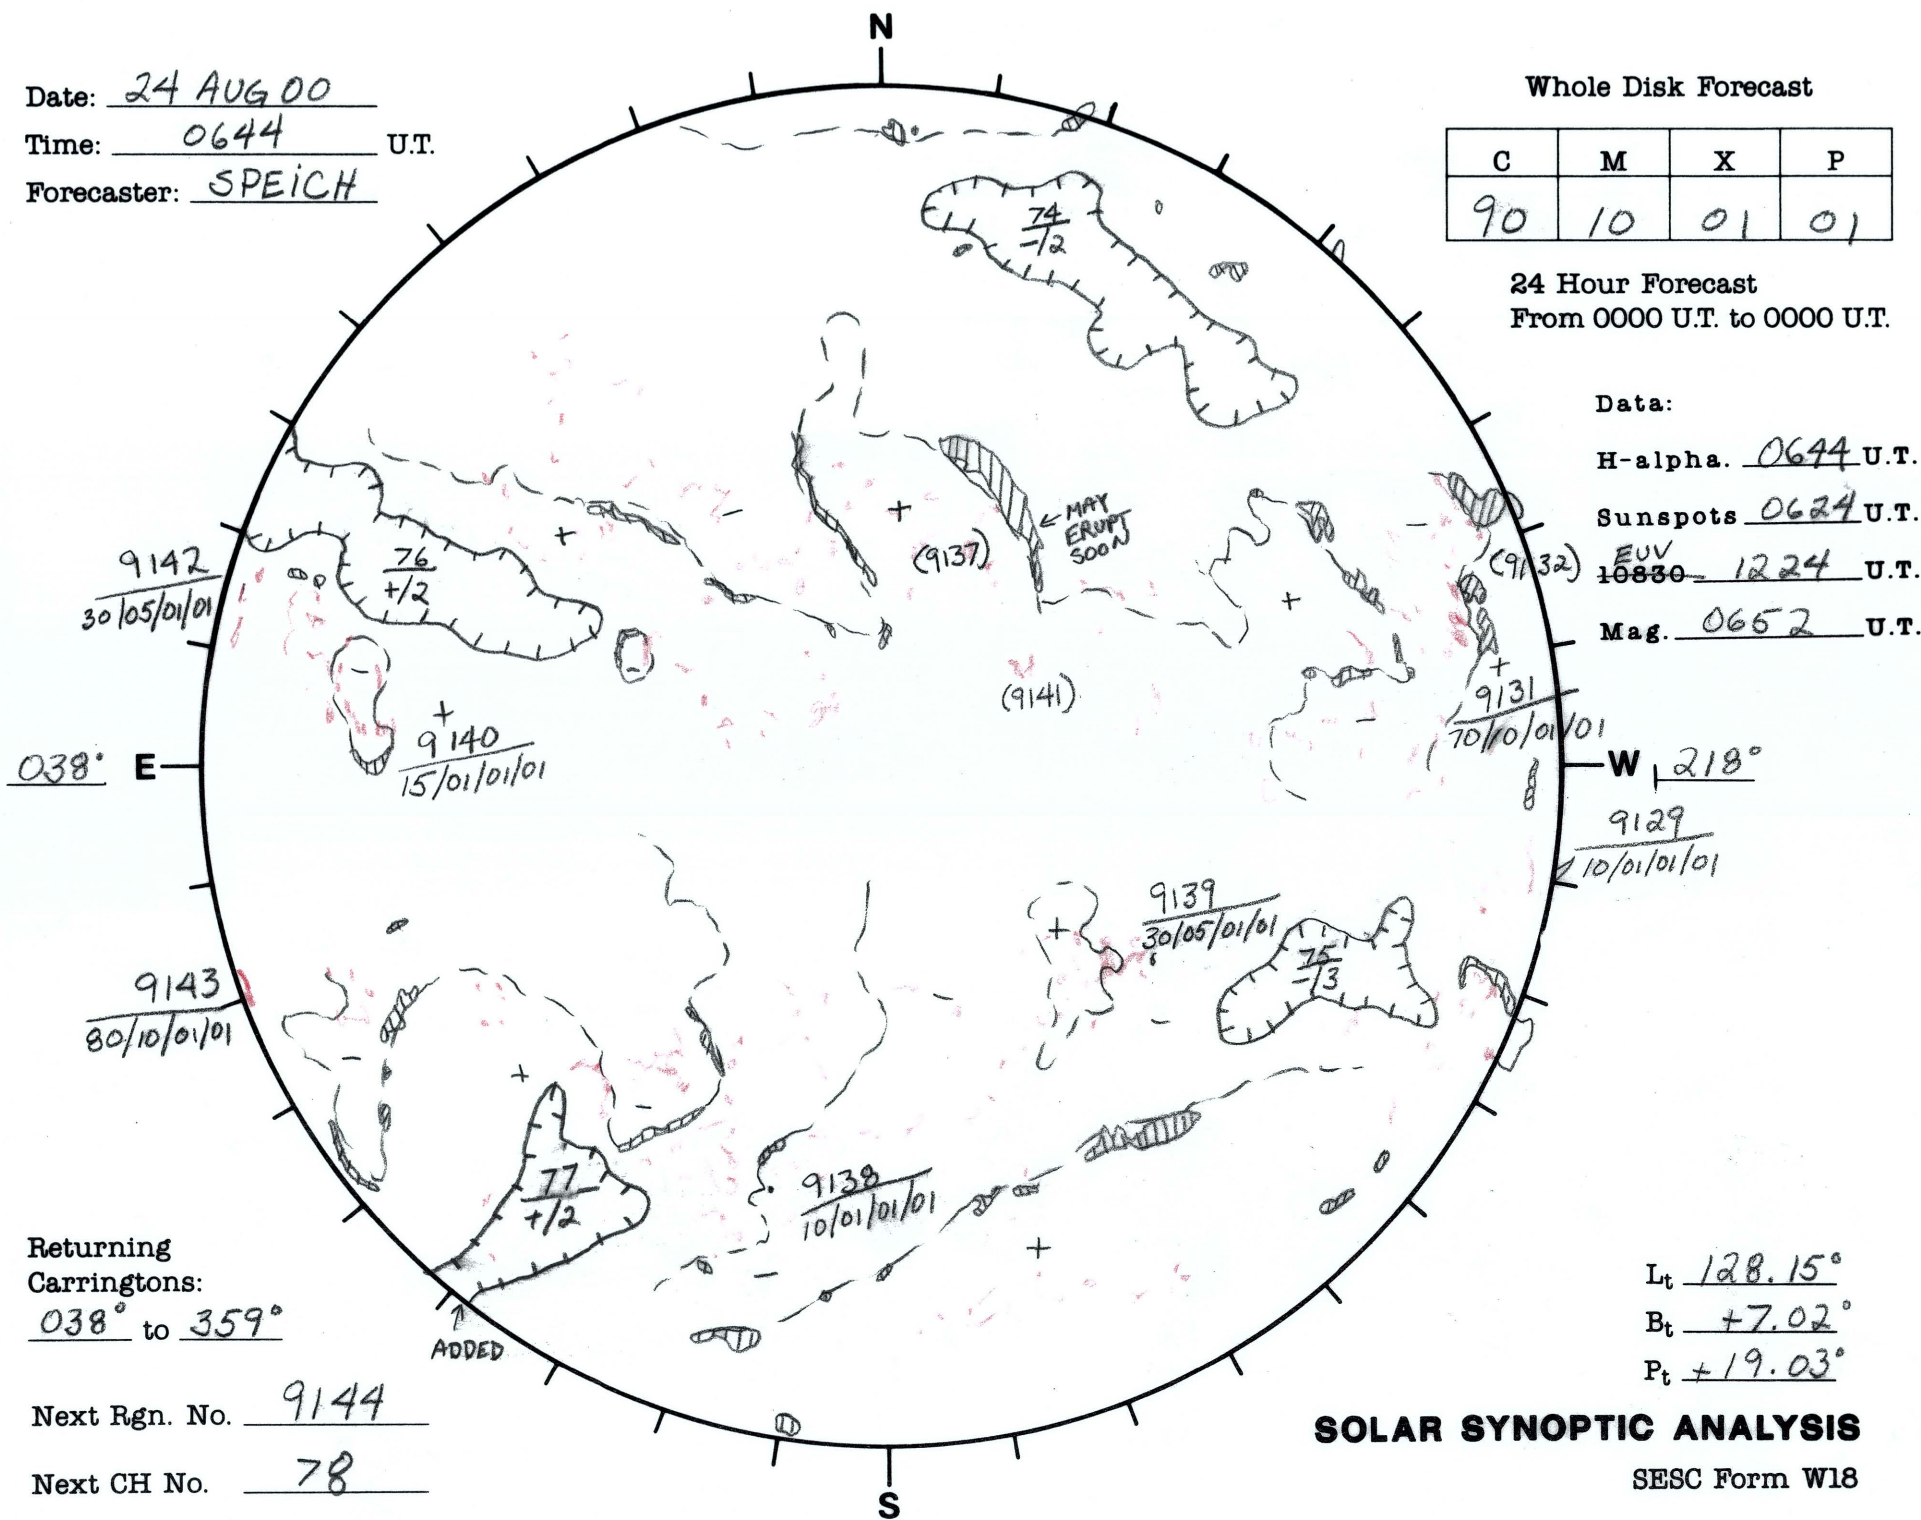 N
Date: 24 AUG 00
Time: 0644 U.T.
Forecaster: SPEICH
Whole Disk Forecast
C M X P
90 10 01 01
24 Hour Forecast
From 0000 U.T. to 0000 U.T.
Data:
H-alpha. 0644 U.T.
Sunspots 0624 U.T.
EUV
10830 1224 U.T.
Mag. 0652 U.T.
74
-/2
+
MAY
ERUPT
SOON
(9137)
-
+
-
(9132)
9142
30/05/01/01
76
+/2
+
(9141)
+
9131
70/10/01/01
-
+
9140
15/01/01/01
038° E
W 218°
9129
10/01/01/01
9139
30/05/01/01
+
75
-/3
9143
80/10/01/01
-
+
-
77
+/2
9138
10/01/01/01
-
+
ADDED
Returning
Carringtons:
038° to 359°
Next Rgn. No. 9144
Next CH No. 78
Lt 128.15°
Bt +7.02°
Pt +19.03°
SOLAR SYNOPTIC ANALYSIS
SESC Form W18
S